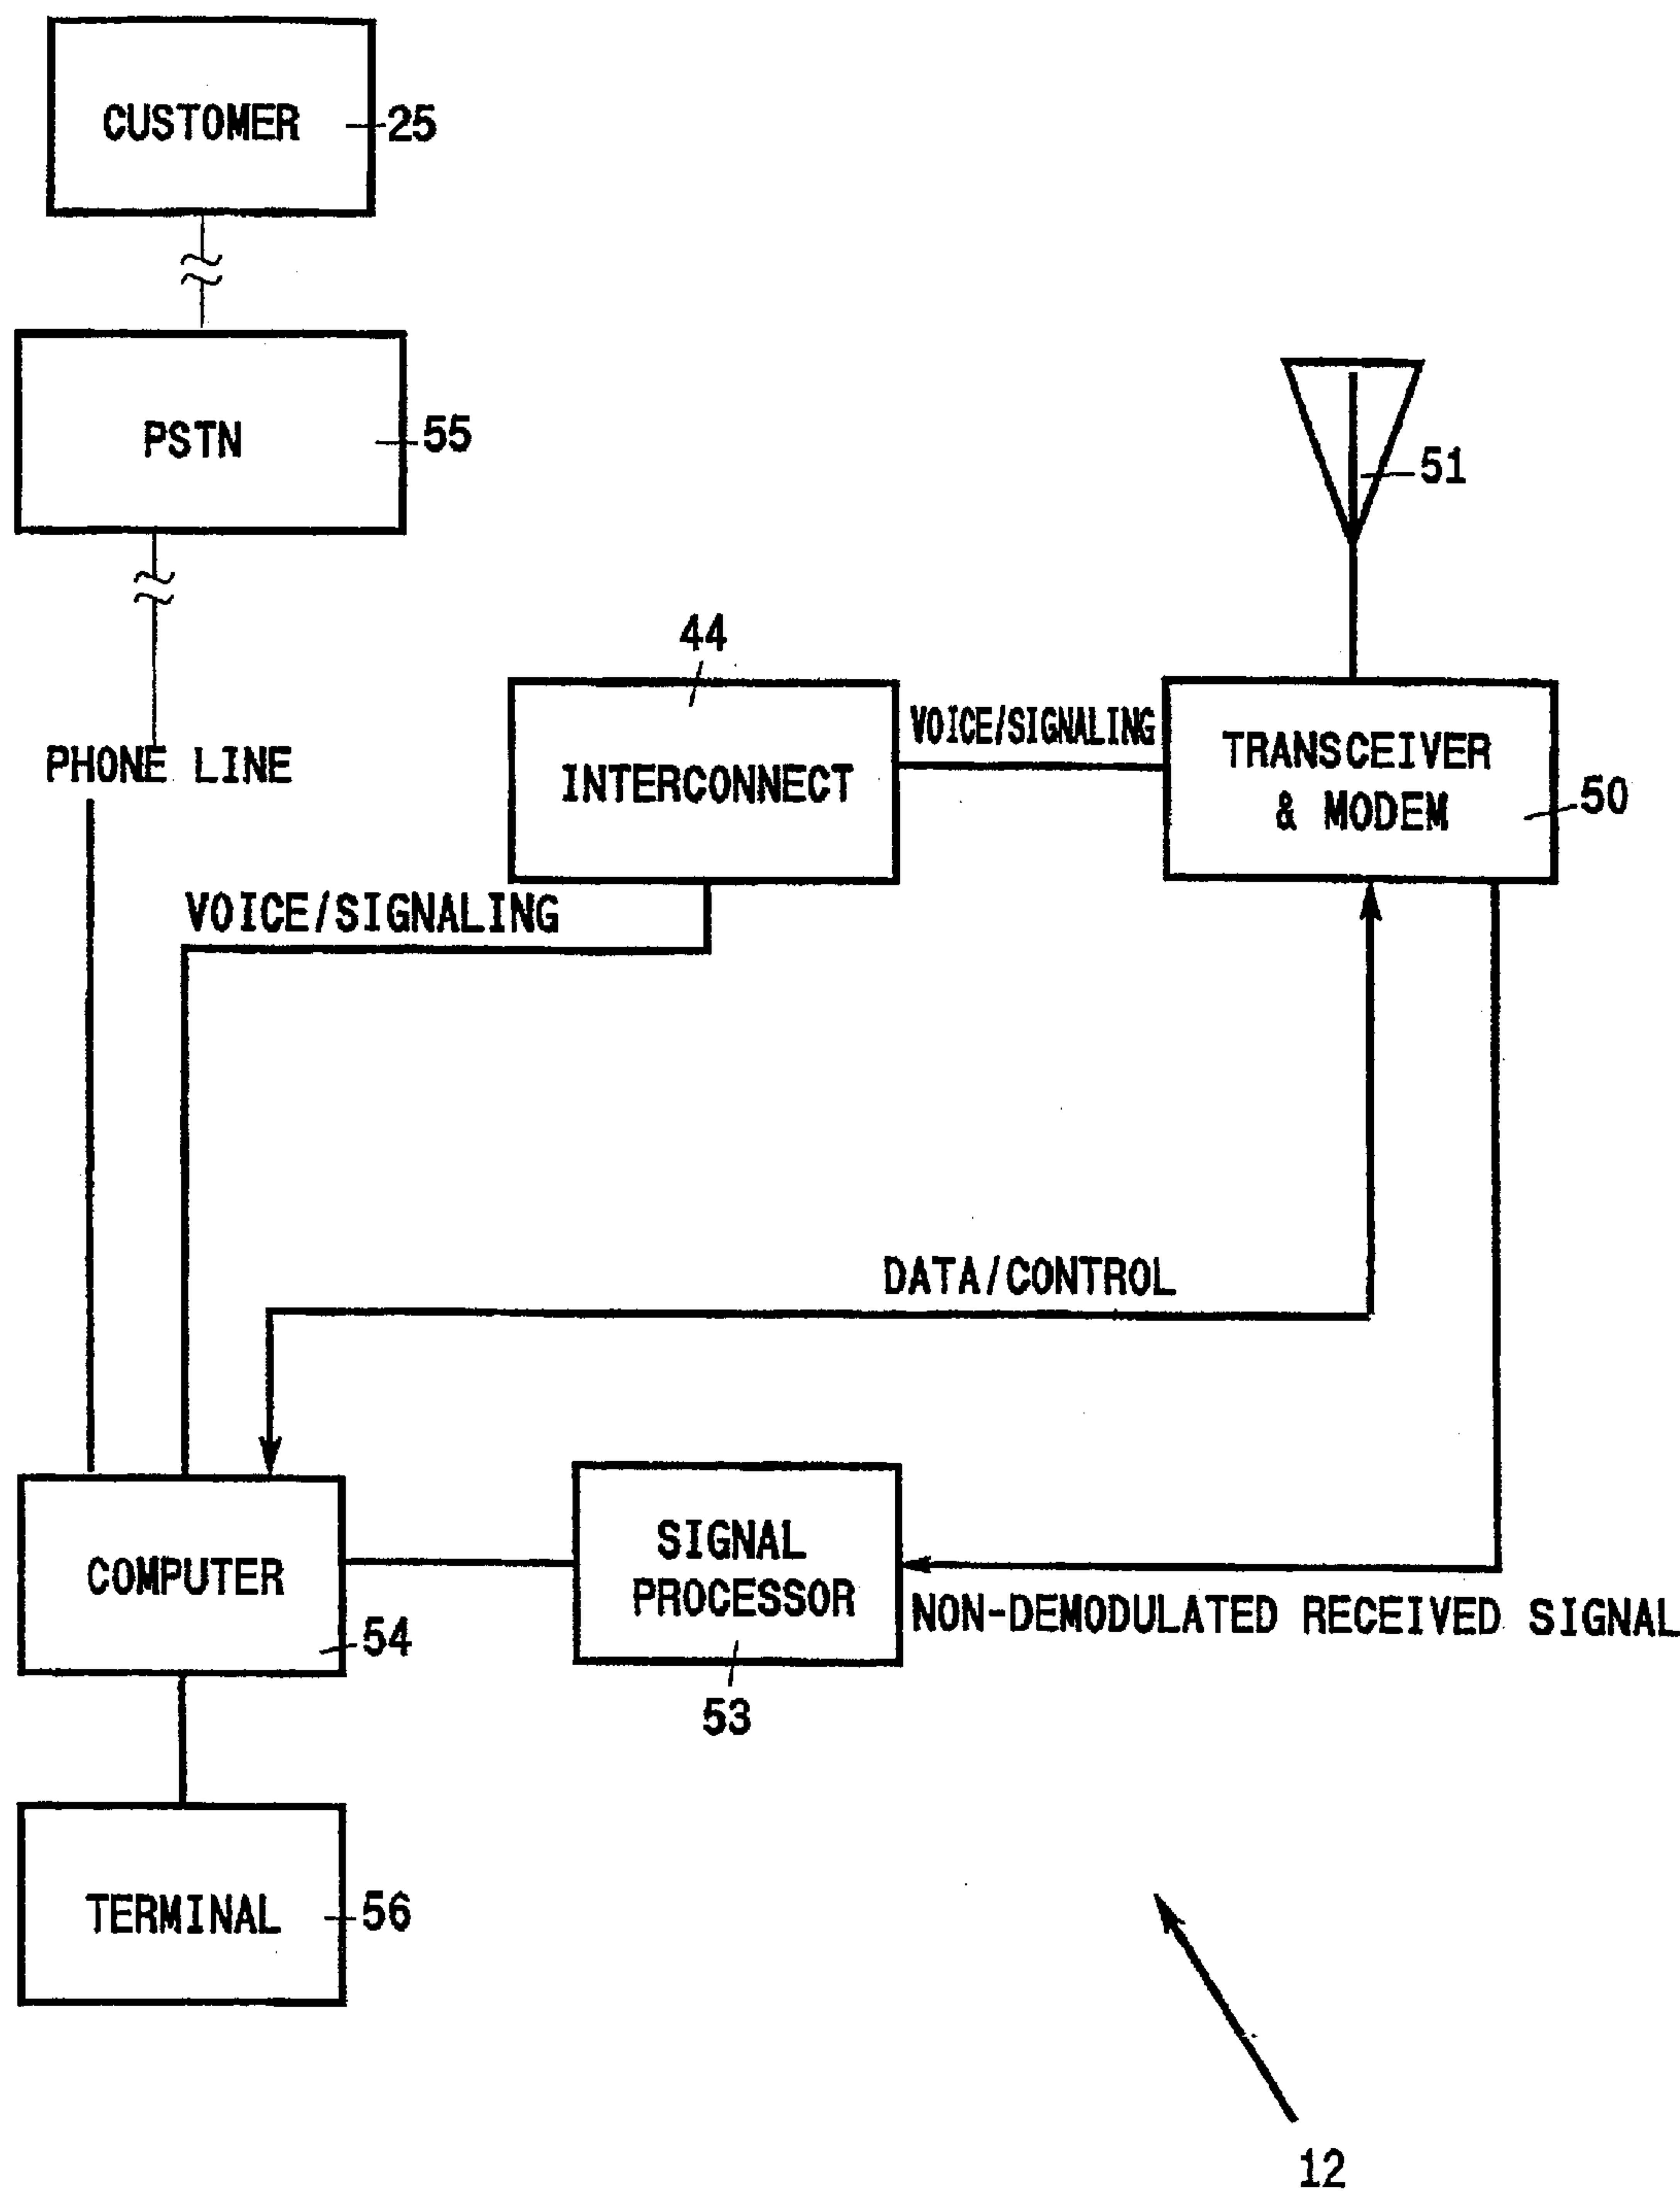 CUSTOMER
25
PSTN
55
51
44
PHONE LINE
INTERCONNECT
VOICE/SIGNALING
TRANSCEIVER
& MODEM
50
VOICE/SIGNALING
DATA/CONTROL
COMPUTER
54
SIGNAL
PROCESSOR
53
NON-DEMODULATED RECEIVED SIGNAL
TERMINAL
56
12